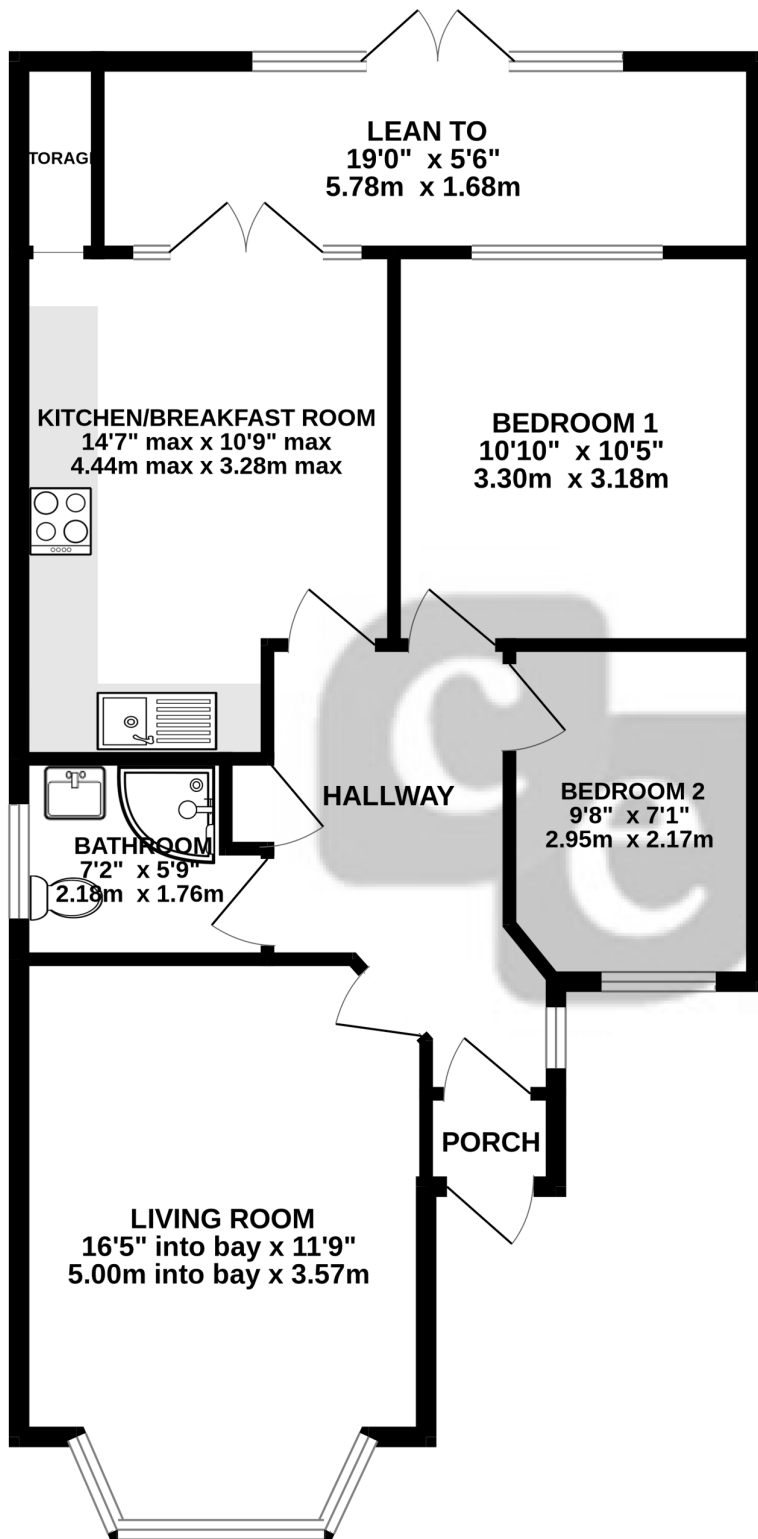 LEAN TO
19'0" x 5'6"
5.78m x 1.68m
TORAGE
KITCHEN/BREAKFAST ROOM
14'7" max x 10'9" max
4.44m max x 3.28m max
BEDROOM 1
10'10" x 10'5"
3.30m x 3.18m
HALLWAY
BEDROOM 2
9'8" x 7'1"
2.95m x 2.17m
BATHROOM
7'2" x 5'9"
2.18m x 1.76m
PORCH
LIVING ROOM
16'5" into bay x 11'9"
5.00m into bay x 3.57m